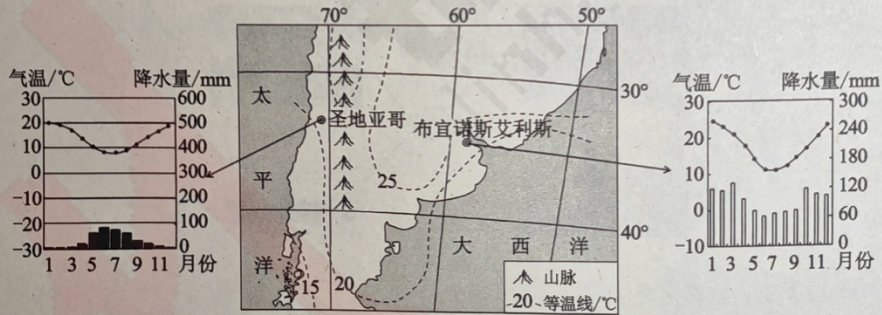 70° 60° 50°
气温/℃ 降水量/mm
30 600
20 500
10 400
0 300
-10 200
-20 100
-30 0
1 3 5 7 9 11 月份
太
平
洋
圣地亚哥
布宜诺斯艾利斯
30°
25
大 西 洋
40°
15
20
山脉
-20- 等温线/℃
气温/℃ 降水量/mm
30 300
20 240
180
10 120
0 60
-10 0
1 3 5 7 9 11 月份